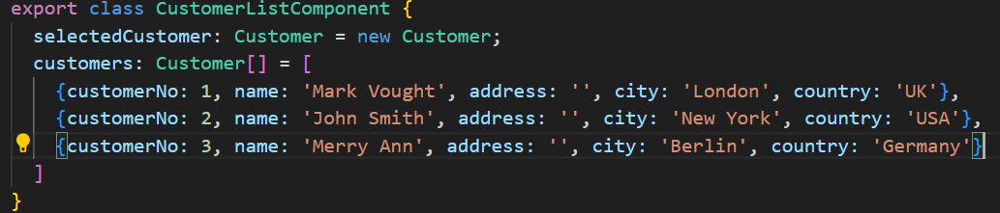 export class CustomerListComponent {
selectedCustomer: Customer = new Customer;
customers: Customer[] = [
{customerNo: 1, name: 'Mark Vought', address: '', city: 'London', country: 'UK'},
{customerNo: 2, name: 'John Smith', address: '', city: 'New York', country: 'USA'},
{customerNo: 3, name: 'Merry Ann', address: '', city: 'Berlin', country: 'Germany'}
]
}